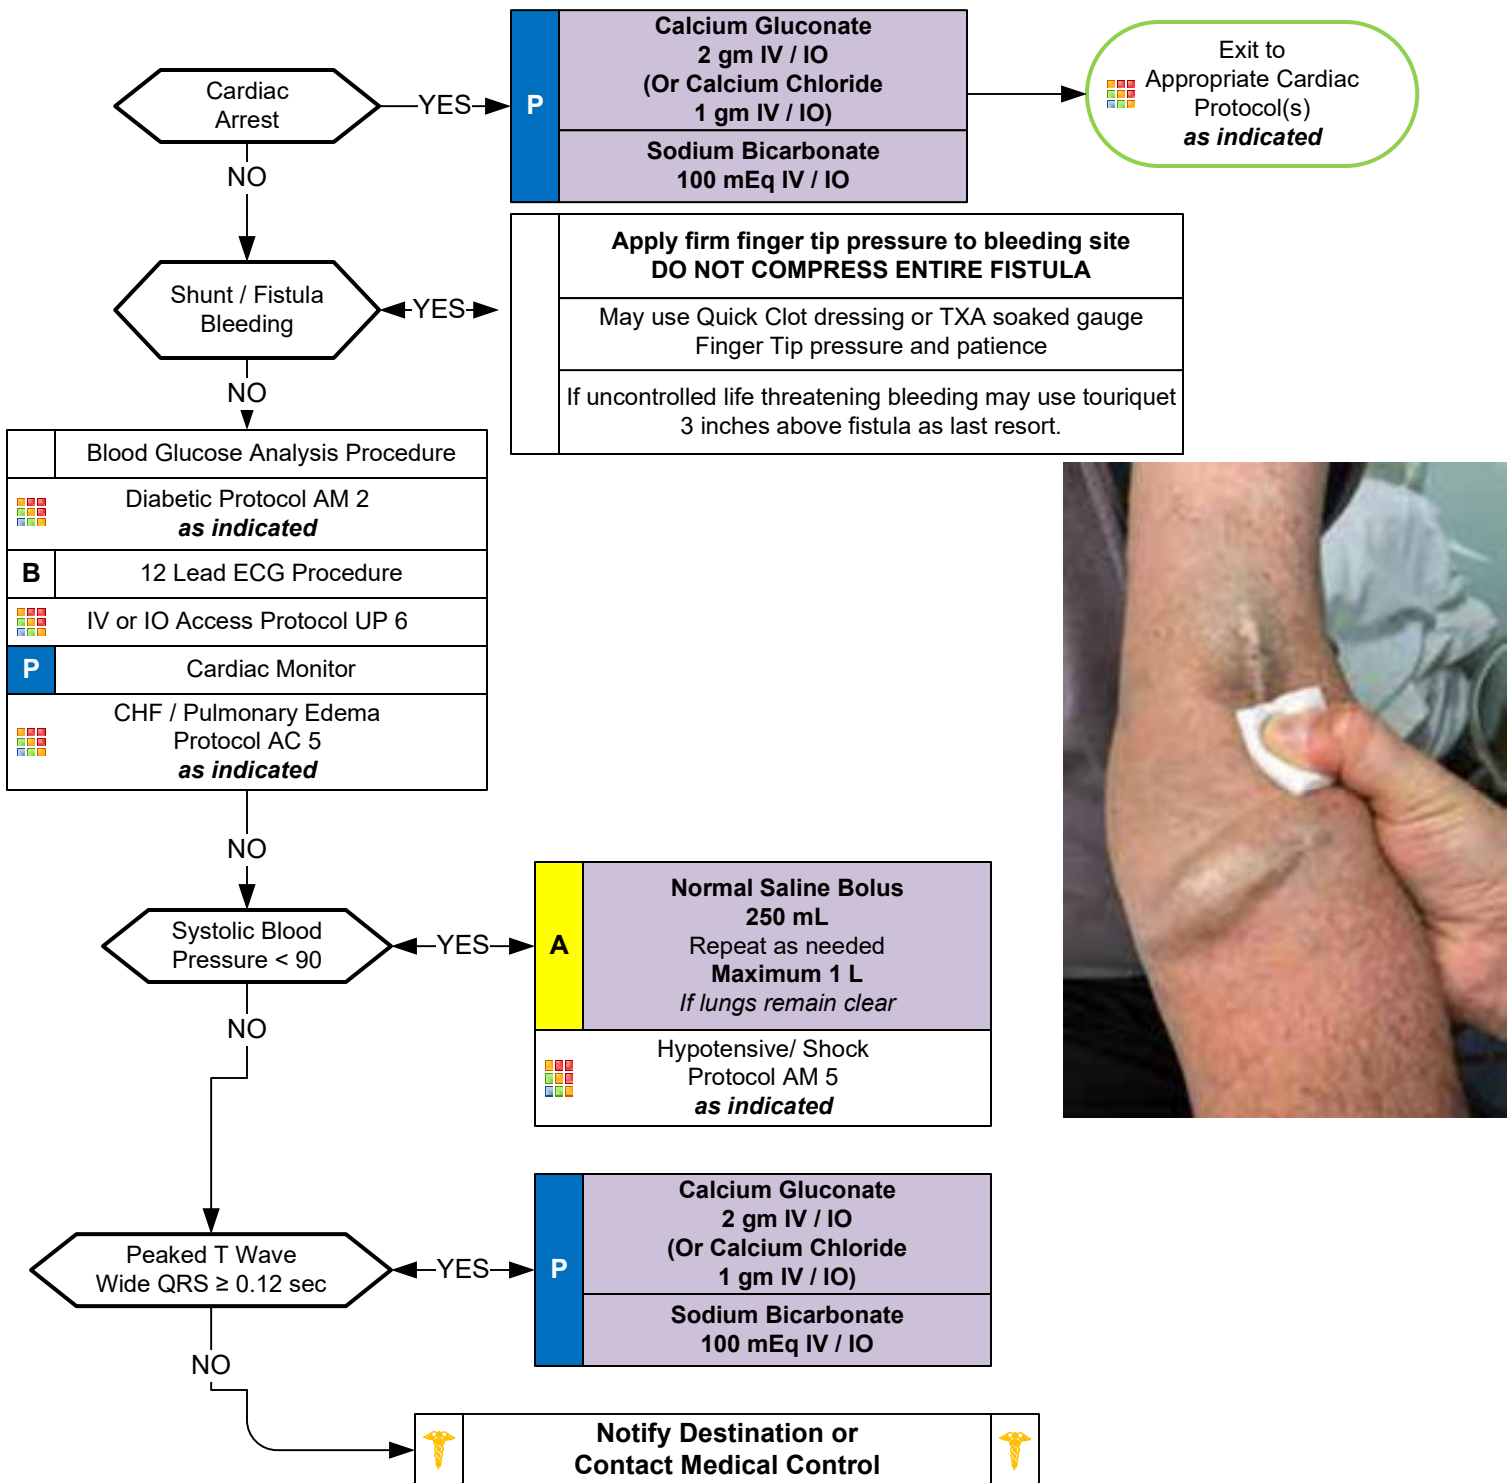 Cardiac
Arrest
YES
P
Calcium Gluconate
2 gm IV / IO
(Or Calcium Chloride
1 gm IV / IO)
Sodium Bicarbonate
100 mEq IV / IO
Exit to
Appropriate Cardiac
Protocol(s)
as indicated
NO
Shunt / Fistula
Bleeding
YES
Apply firm finger tip pressure to bleeding site
DO NOT COMPRESS ENTIRE FISTULA
May use Quick Clot dressing or TXA soaked gauge
Finger Tip pressure and patience
If uncontrolled life threatening bleeding may use touriquet
3 inches above fistula as last resort.
NO
Blood Glucose Analysis Procedure
Diabetic Protocol AM 2
as indicated
B
12 Lead ECG Procedure
IV or IO Access Protocol UP 6
P
Cardiac Monitor
CHF / Pulmonary Edema
Protocol AC 5
as indicated
NO
Systolic Blood
Pressure < 90
YES
A
Normal Saline Bolus
250 mL
Repeat as needed
Maximum 1 L
If lungs remain clear
Hypotensive/ Shock
Protocol AM 5
as indicated
NO
Peaked T Wave
Wide QRS ≥ 0.12 sec
YES
P
Calcium Gluconate
2 gm IV / IO
(Or Calcium Chloride
1 gm IV / IO)
Sodium Bicarbonate
100 mEq IV / IO
NO
Notify Destination or
Contact Medical Control